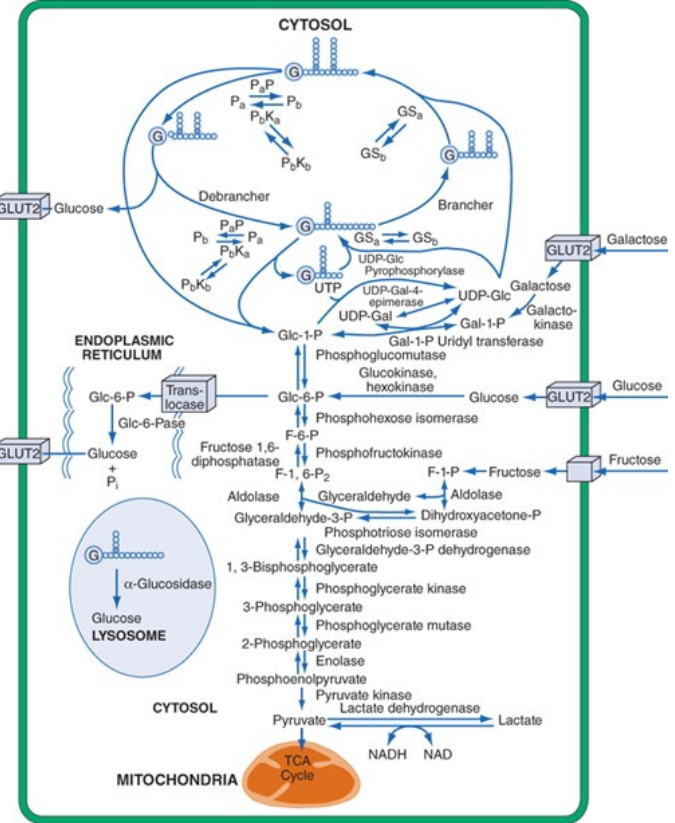 CYTOSOL
G
PaP
Pa Pb
PbKa
PbKb
GSa
GSb
G
G
Debrancher
Brancher
GLUT2 Glucose
G
GSa GSb
PaP
Pb Pa
PbKa
PbKb
G
UTP
UDP-Glc
Pyrophosphorylase
GLUT2 Galactose
Galactose
UDP-Gal-4-
epimerase
UDP-Glc
UDP-Gal
Gal-1-P
Galacto-
kinase
Glc-1-P
Gal-1-P Uridyl transferase
Phosphoglucomutase
ENDOPLASMIC
RETICULUM
Glucokinase,
hexokinase
Glc-6-P
Trans-
locase
Glc-6-P
Glucose
GLUT2
Glucose
Glc-6-Pase
Phosphohexose isomerase
F-6-P
Fructose 1,6-
diphosphatase
Phosphofructokinase
GLUT2
Glucose
+
Pi
F-1, 6-P2
F-1-P
Fructose
Fructose
Aldolase
Glyceraldehyde
Aldolase
Glyceraldehyde-3-P
Dihydroxyacetone-P
Phosphotriose isomerase
Glyceraldehyde-3-P dehydrogenase
1, 3-Bisphosphoglycerate
Phosphoglycerate kinase
3-Phosphoglycerate
Phosphoglycerate mutase
2-Phosphoglycerate
Enolase
Phosphoenolpyruvate
Pyruvate kinase
G
α-Glucosidase
Glucose
LYSOSOME
CYTOSOL
Lactate dehydrogenase
Pyruvate
Lactate
NADH NAD
TCA
Cycle
MITOCHONDRIA